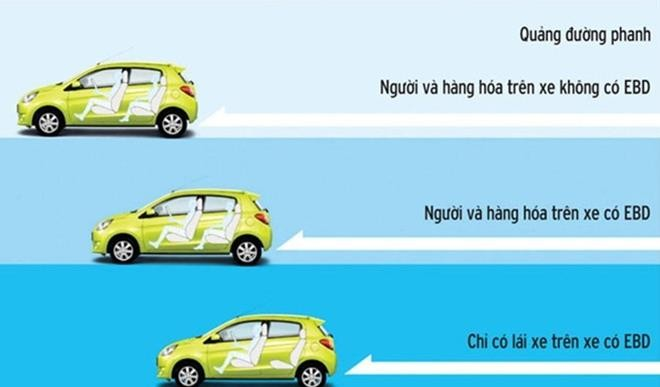 Quảng đường phanh
Người và hàng hóa trên xe không có EBD
Người và hàng hóa trên xe có EBD
Chỉ có lái xe trên xe có EBD